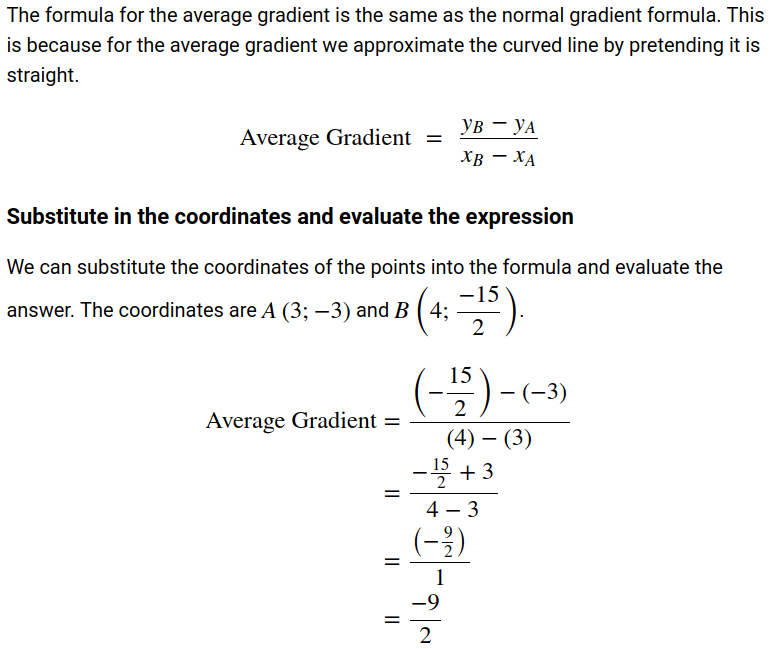 The formula for the average gradient is the same as the normal gradient formula. This
is because for the average gradient we approximate the curved line by pretending it is
straight.
Average Gradient = \frac{y_B − y_A}{x_B − x_A}
Substitute in the coordinates and evaluate the expression
We can substitute the coordinates of the points into the formula and evaluate the
answer. The coordinates are A (3; −3) and B \left(4; \frac{−15}{2}\right).
Average Gradient = \frac{\left(−\frac{15}{2}\right) − (−3)}{(4) − (3)}
= \frac{−\frac{15}{2} + 3}{4 − 3}
= \frac{\left(−\frac{9}{2}\right)}{1}
= \frac{−9}{2}